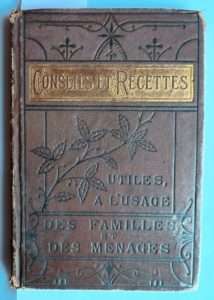 CONSEILS ET RECETTES
UTILES,
A L'USAGE
DES FAMILLES
ET
DES MÉNAGES